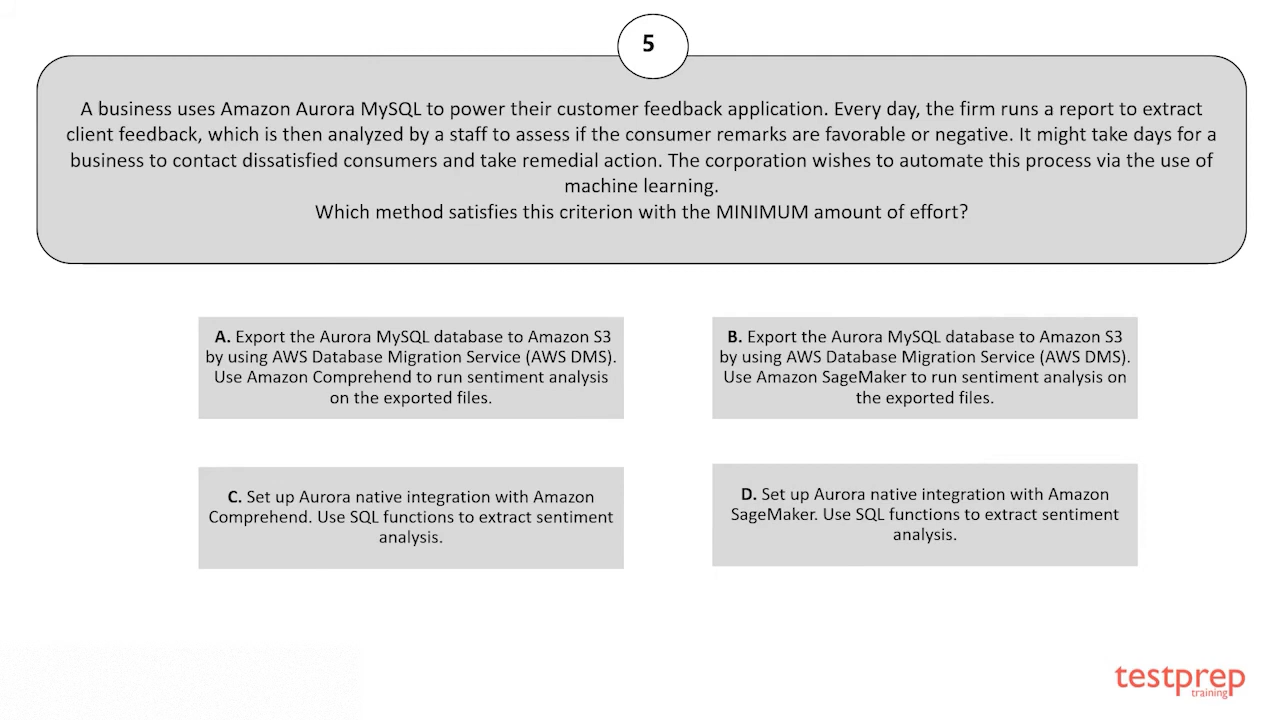 5
A business uses Amazon Aurora MySQL to power their customer feedback application. Every day, the firm runs a report to extract
client feedback, which is then analyzed by a staff to assess if the consumer remarks are favorable or negative. It might take days for a
business to contact dissatisfied consumers and take remedial action. The corporation wishes to automate this process via the use of
machine learning.
Which method satisfies this criterion with the MINIMUM amount of effort?
A. Export the Aurora MySQL database to Amazon S3
by using AWS Database Migration Service (AWS DMS).
Use Amazon Comprehend to run sentiment analysis
on the exported files.
B. Export the Aurora MySQL database to Amazon S3
by using AWS Database Migration Service (AWS DMS).
Use Amazon SageMaker to run sentiment analysis on
the exported files.
C. Set up Aurora native integration with Amazon
Comprehend. Use SQL functions to extract sentiment
analysis.
D. Set up Aurora native integration with Amazon
SageMaker. Use SQL functions to extract sentiment
analysis.
testprep
training